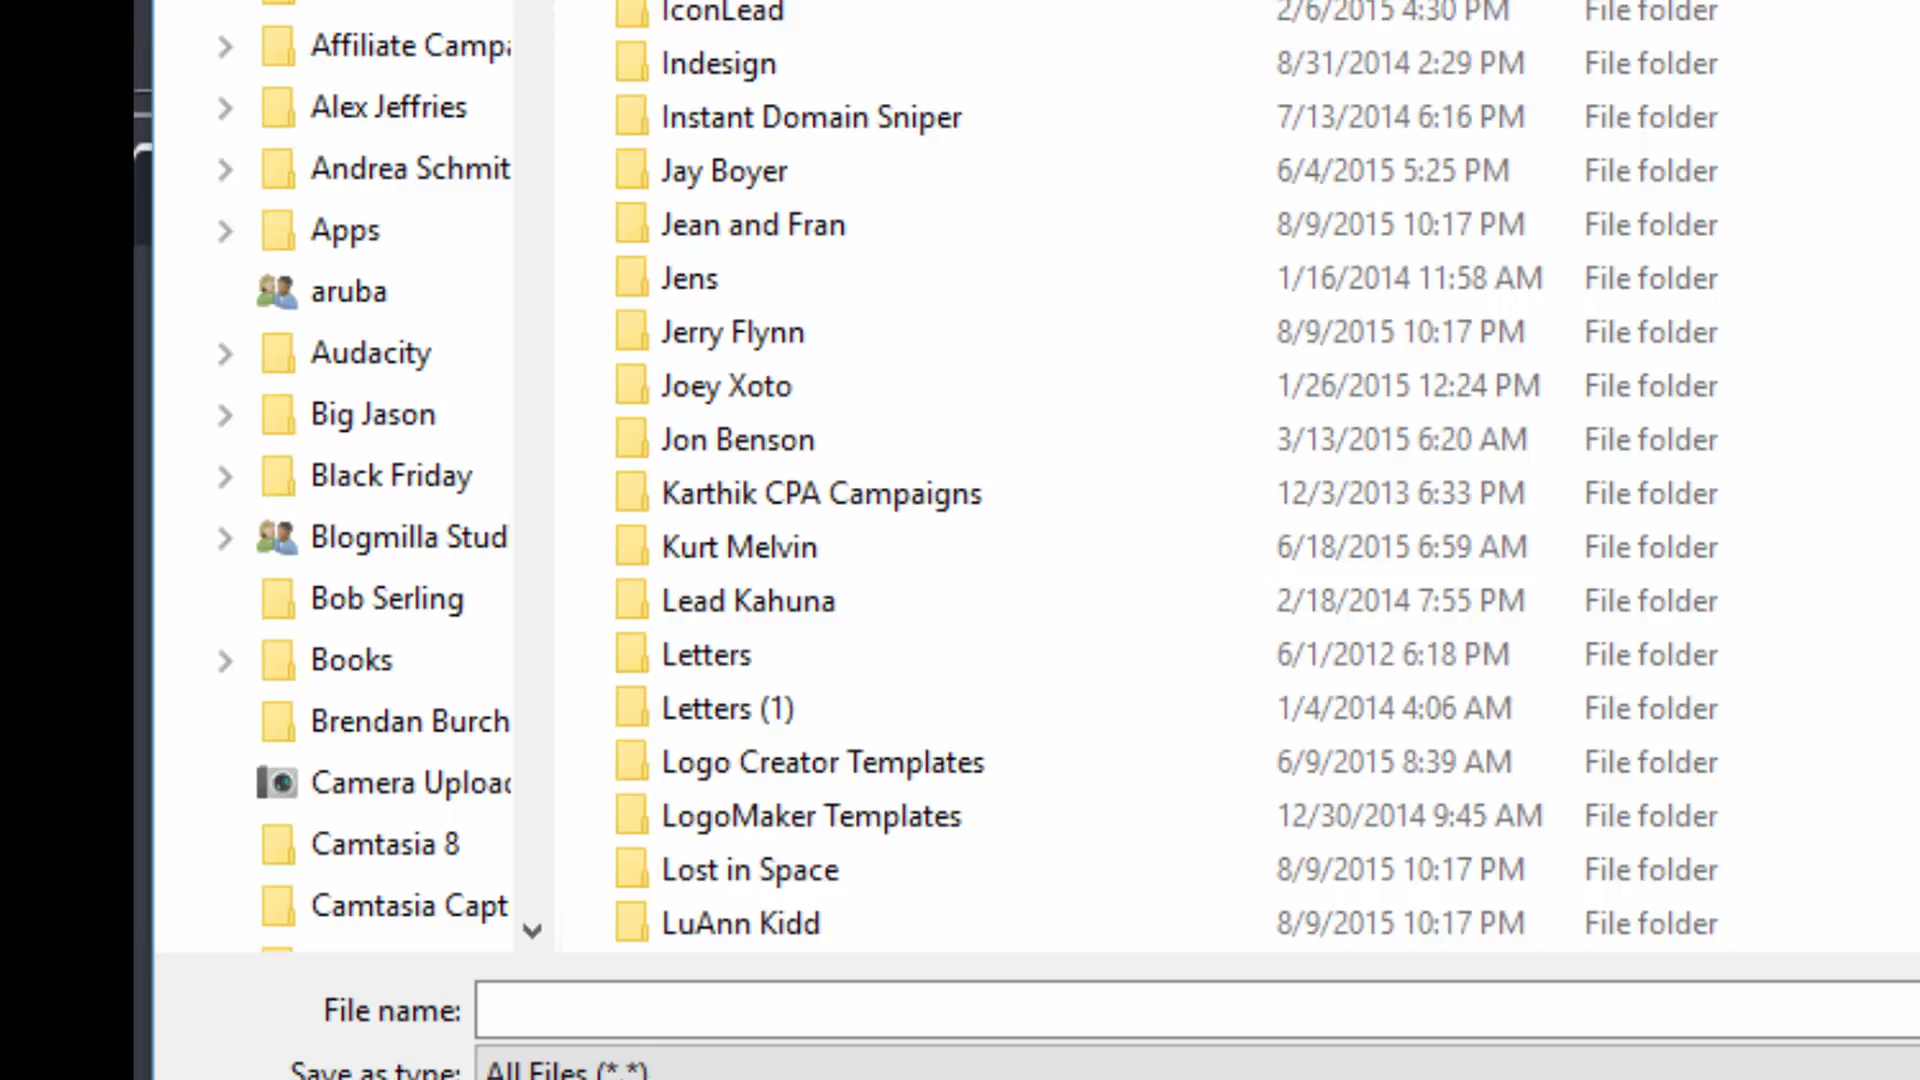 Affiliate Camp
Alex Jeffries
Andrea Schmit
Apps
aruba
Audacity
Big Jason
Black Friday
Blogmilla Stud
Bob Serling
Books
Brendan Burch
Camera Upload
Camtasia 8
Camtasia Capt
IconLead 2/6/2015 4:30 PM File folder
Indesign 8/31/2014 2:29 PM File folder
Instant Domain Sniper 7/13/2014 6:16 PM File folder
Jay Boyer 6/4/2015 5:25 PM File folder
Jean and Fran 8/9/2015 10:17 PM File folder
Jens 1/16/2014 11:58 AM File folder
Jerry Flynn 8/9/2015 10:17 PM File folder
Joey Xoto 1/26/2015 12:24 PM File folder
Jon Benson 3/13/2015 6:20 AM File folder
Karthik CPA Campaigns 12/3/2013 6:33 PM File folder
Kurt Melvin 6/18/2015 6:59 AM File folder
Lead Kahuna 2/18/2014 7:55 PM File folder
Letters 6/1/2012 6:18 PM File folder
Letters (1) 1/4/2014 4:06 AM File folder
Logo Creator Templates 6/9/2015 8:39 AM File folder
LogoMaker Templates 12/30/2014 9:45 AM File folder
Lost in Space 8/9/2015 10:17 PM File folder
LuAnn Kidd 8/9/2015 10:17 PM File folder
File name:
Save as type: All Files (*.*)